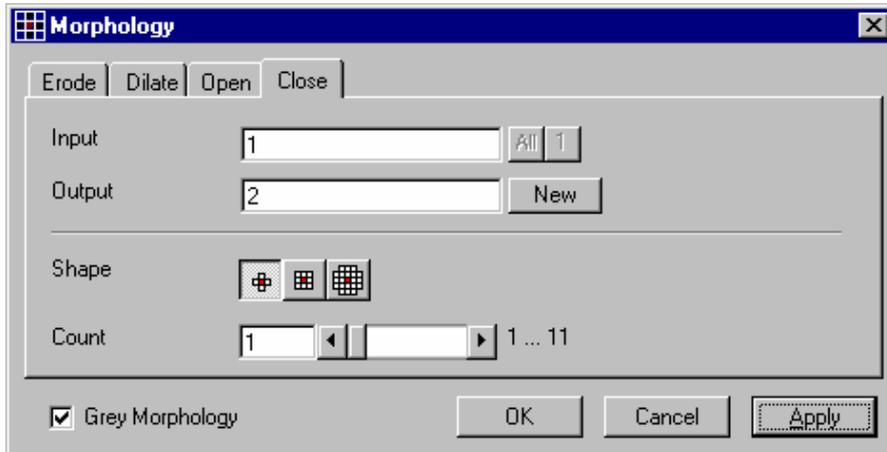 Morphology
Erode Dilate Open Close
Input 1 All 1
Output 2 New
Shape
Count 1 1 ... 11
Grey Morphology OK Cancel Apply